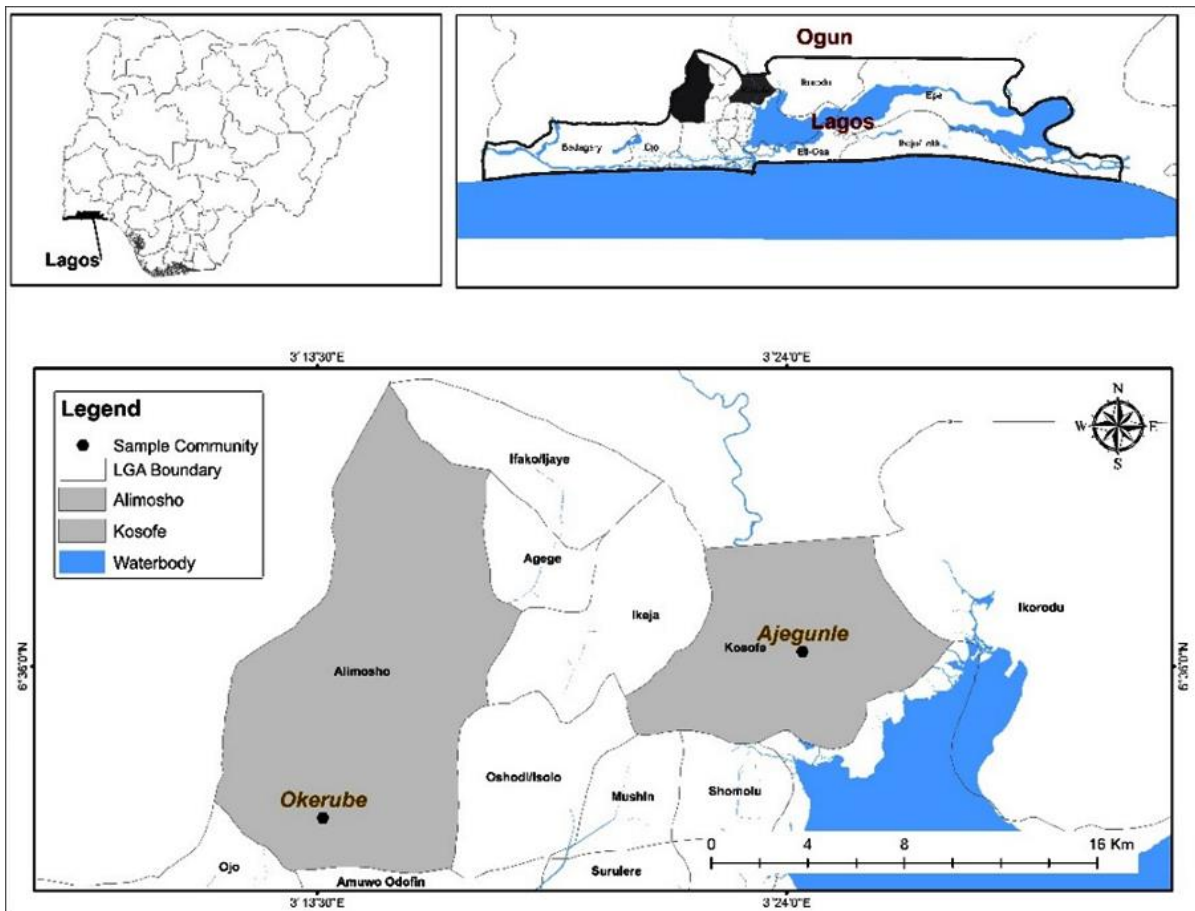 Lagos
Ogun
Ikorodu
Epe
Lagos
Badagry
Ojo
Eti-Osa
3°13'30"E
3°24'0"E
Legend
Sample Community
LGA Boundary
Alimosho
Kosofe
Waterbody
N
W E
S
Ifako/Ijaye
Agege
Ikeja
Ikorodu
Ajegunle
Kosofe
6°36'0"N
6°36'0"N
Alimosho
Oshodi/Isolo
Mushin
Shomolu
Okerube
0 4 8 16 Km
Ojo
Amuwo Odofin
Surulere
3°13'30"E
3°24'0"E